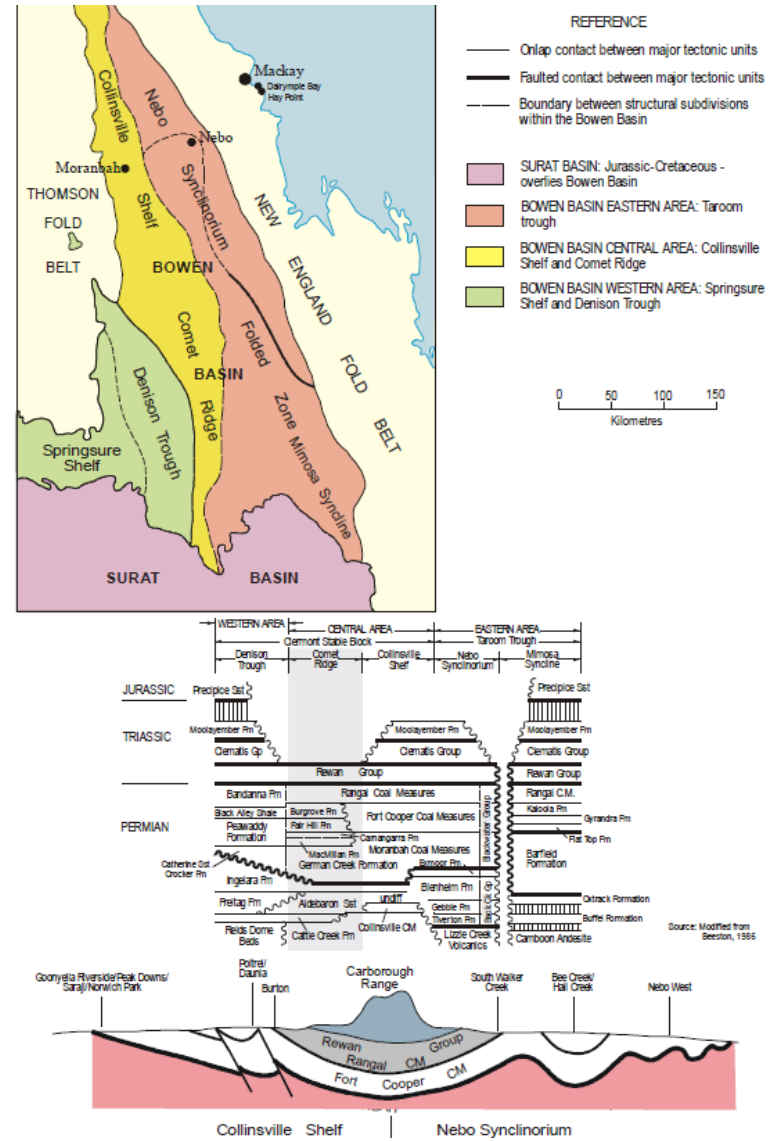 REFERENCE
Onlap contact between major tectonic units
Faulted contact between major tectonic units
Boundary between structural subdivisions
within the Bowen Basin
SURAT BASIN: Jurassic-Cretaceous -
overlies Bowen Basin
BOWEN BASIN EASTERN AREA: Taroom
trough
BOWEN BASIN CENTRAL AREA: Collinsville
Shelf and Comet Ridge
BOWEN BASIN WESTERN AREA: Springsure
Shelf and Denison Trough
0 50 100 150
Kilometres
Mackay
Dalrymple Bay
Hay Point
Collinsville Shelf
Nebo Synclinorium
Nebo
Moranbah
THOMSON
FOLD
BELT
NEW ENGLAND FOLD BELT
BOWEN
BASIN
Comet Ridge
Folded Zone Mimosa Syncline
Denison Trough
Springsure
Shelf
SURAT BASIN
WESTERN AREA
CENTRAL AREA
EASTERN AREA
Clermont Stable Block
Taroom Trough
Denison
Trough
Comet
Ridge
Collinsville
Shelf
Nebo
Synclinorium
Mimosa
Syncline
JURASSIC
Precipice Sst
Precipice Sst
TRIASSIC
Moolayember Fm
Moolayember Fm
Moolayember Fm
Clematis Gp
Clematis Group
Clematis Group
Rewan Group
Rewan Group
PERMIAN
Bandanna Fm
Rangal Coal Measures
Rangal C.M.
Black Alley Shale
Burgrove Fm
Fort Cooper Coal Measures
Blackwater Group
Kaloola Fm
Gyrandra Fm
Peawaddy
Formation
Fair Hill Fm
Camangarra Fm
Flat Top Fm
MacMillan Fm
Moranbah Coal Measures
Barfield
Formation
Catherine Sst
Crocker Fm
German Creek Formation
Exmoor Fm
Ingelara Fm
Blenheim Fm
Back Ck Gp
undiff
Freitag Fm
Aldebaran Sst
Gebbie Fm
Oxtrack Formation
Collinsville CM
Tiverton Fm
Buffel Formation
Reids Dome
Beds
Cattle Creek Fm
Lizzie Creek
Volcanics
Camboon Andesite
Source: Modified from
Beeston, 1986
Goonyella Riverside/Peak Downs/
Saraji/Norwich Park
Poitrel/
Daunia
Burton
Carborough
Range
South Walker
Creek
Bee Creek/
Hail Creek
Nebo West
Rewan Group
Rangal CM
Fort Cooper CM
Collinsville Shelf
Nebo Synclinorium